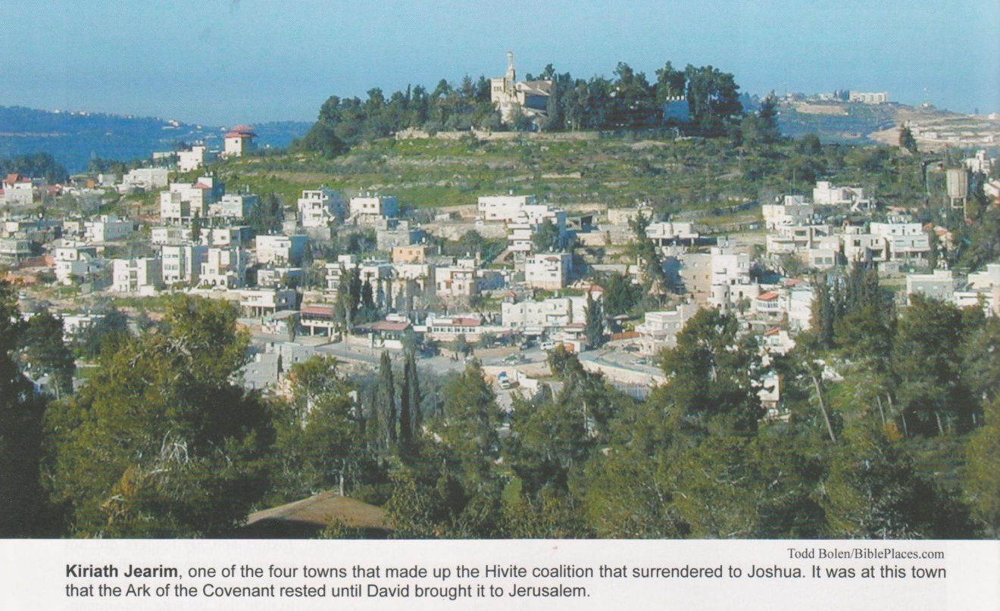 Todd Bolen/BiblePlaces.com
Kiriath Jearim, one of the four towns that made up the Hivite coalition that surrendered to Joshua. It was at this town
that the Ark of the Covenant rested until David brought it to Jerusalem.